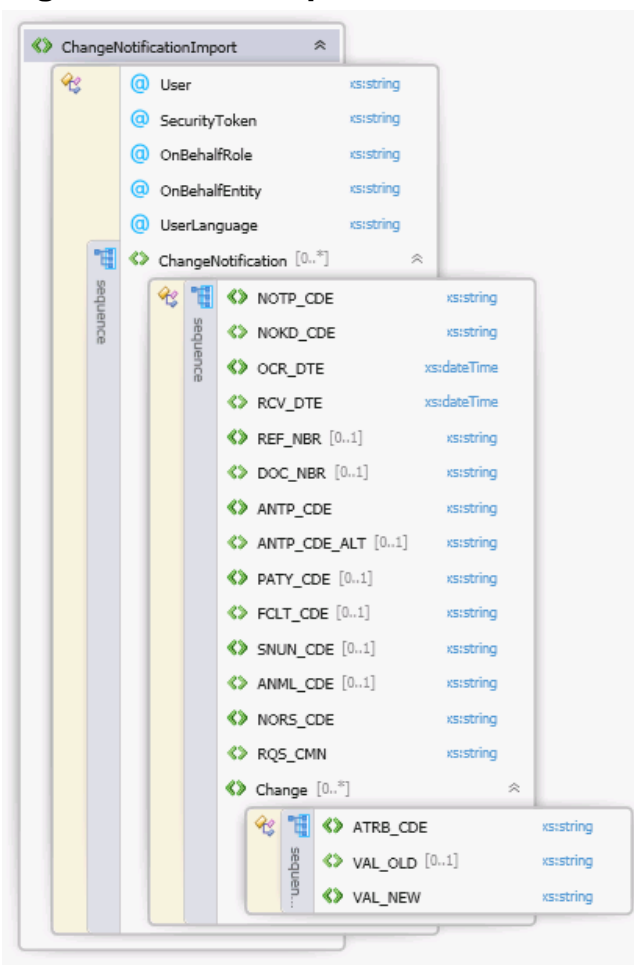 ChangeNotificationImport
@ User xs:string
@ SecurityToken xs:string
@ OnBehalfRole xs:string
@ OnBehalfEntity xs:string
@ UserLanguage xs:string
sequence
ChangeNotification [0..*]
sequence
NOTP_CDE xs:string
NOKD_CDE xs:string
OCR_DTE xs:dateTime
RCV_DTE xs:dateTime
REF_NBR [0..1] xs:string
DOC_NBR [0..1] xs:string
ANTP_CDE xs:string
ANTP_CDE_ALT [0..1] xs:string
PATY_CDE [0..1] xs:string
FCLT_CDE [0..1] xs:string
SNUN_CDE [0..1] xs:string
ANML_CDE [0..1] xs:string
NORS_CDE xs:string
RQS_CMN xs:string
Change [0..*]
sequen...
ATRB_CDE xs:string
VAL_OLD [0..1] xs:string
VAL_NEW xs:string